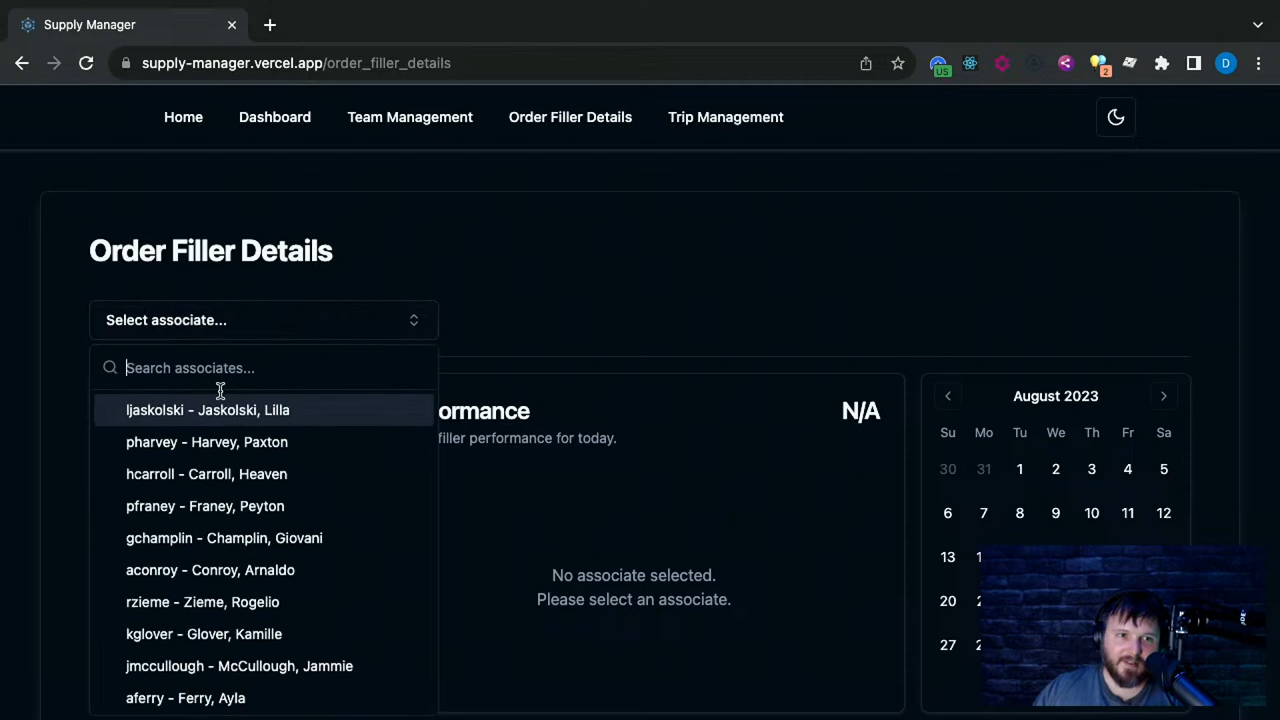 Supply Manager
supply-manager.vercel.app/order_filler_details
US
2
D
Home Dashboard Team Management Order Filler Details Trip Management
Order Filler Details
Select associate...
Search associates...
ljaskolski - Jaskolski, Lilla
pharvey - Harvey, Paxton
hcarroll - Carroll, Heaven
pfraney - Franey, Peyton
gchamplin - Champlin, Giovani
aconroy - Conroy, Arnaldo
rzieme - Zieme, Rogelio
kglover - Glover, Kamille
jmccullough - McCullough, Jammie
aferry - Ferry, Ayla
ormance N/A
filler performance for today.
No associate selected.
Please select an associate.
August 2023
Su Mo Tu We Th Fr Sa
30 31 1 2 3 4 5
6 7 8 9 10 11 12
13
20
27